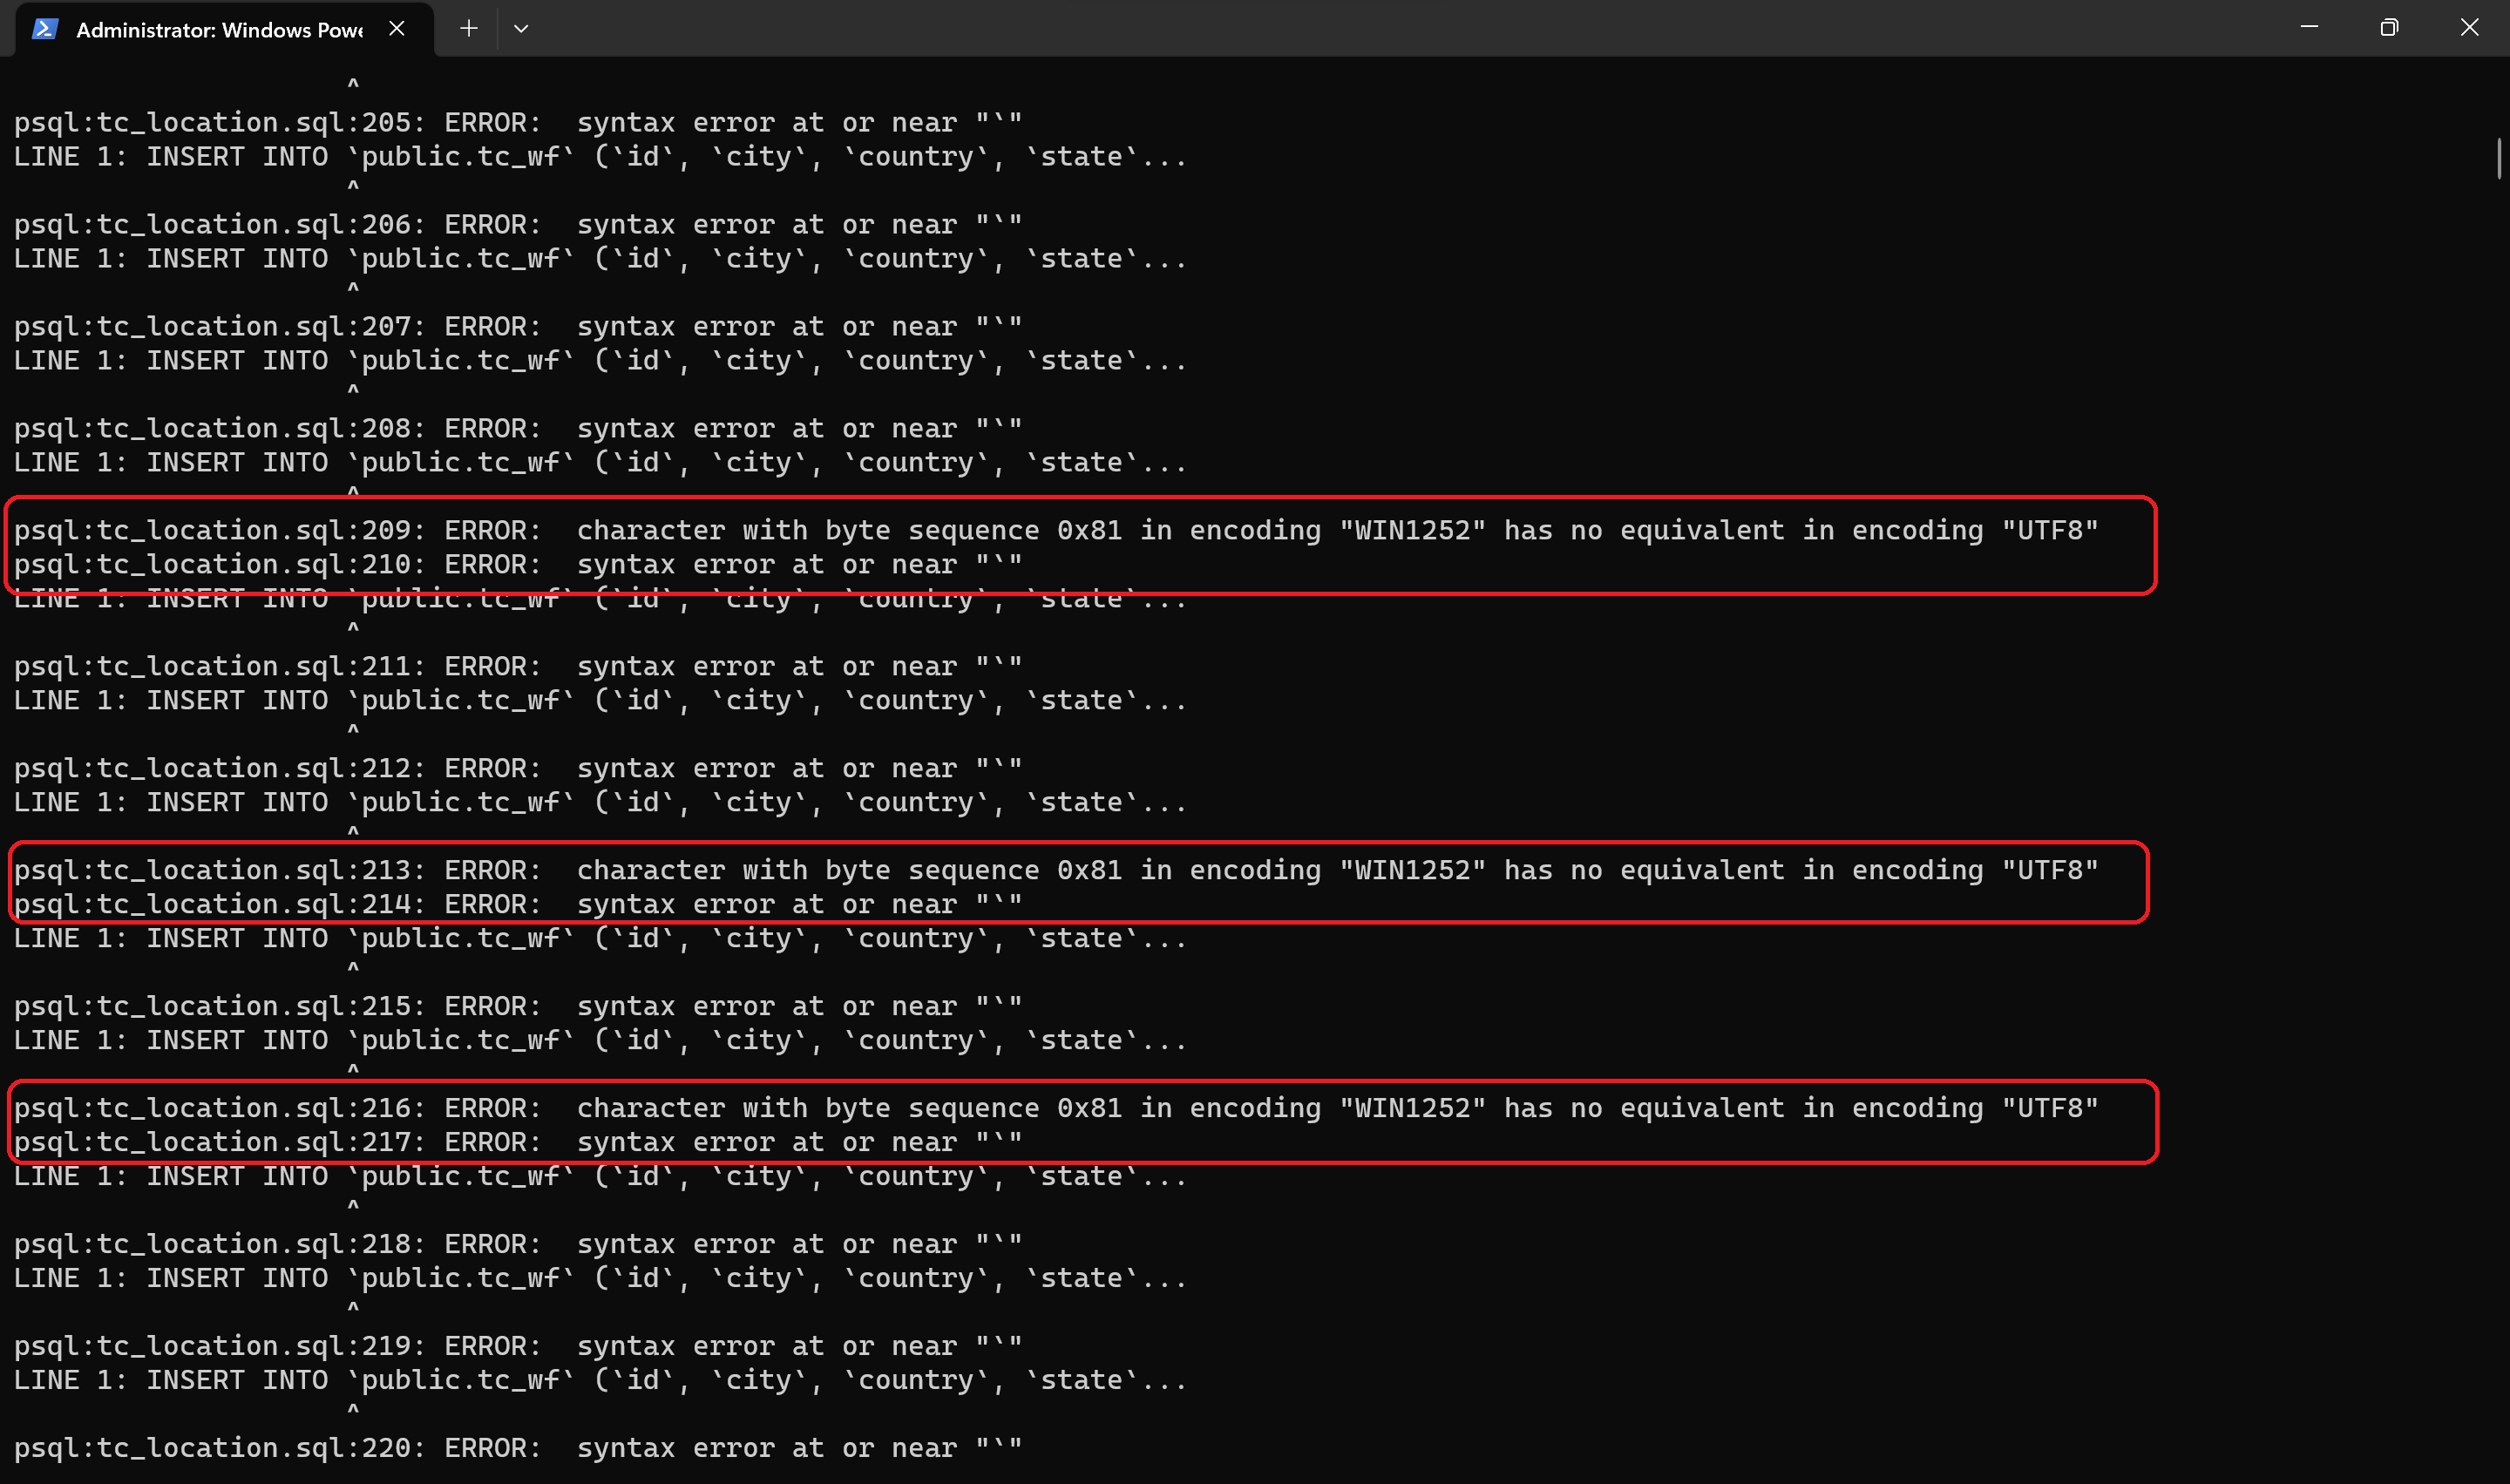 Administrator: Windows Powe
^
psql:tc_location.sql:205: ERROR:  syntax error at or near "`"
LINE 1: INSERT INTO `public.tc_wf` (`id`, `city`, `country`, `state`...
^
psql:tc_location.sql:206: ERROR:  syntax error at or near "`"
LINE 1: INSERT INTO `public.tc_wf` (`id`, `city`, `country`, `state`...
^
psql:tc_location.sql:207: ERROR:  syntax error at or near "`"
LINE 1: INSERT INTO `public.tc_wf` (`id`, `city`, `country`, `state`...
^
psql:tc_location.sql:208: ERROR:  syntax error at or near "`"
LINE 1: INSERT INTO `public.tc_wf` (`id`, `city`, `country`, `state`...
^
psql:tc_location.sql:209: ERROR:  character with byte sequence 0x81 in encoding "WIN1252" has no equivalent in encoding "UTF8"
psql:tc_location.sql:210: ERROR:  syntax error at or near "`"
LINE 1: INSERT INTO `public.tc_wf` (`id`, `city`, `country`, `state`...
^
psql:tc_location.sql:211: ERROR:  syntax error at or near "`"
LINE 1: INSERT INTO `public.tc_wf` (`id`, `city`, `country`, `state`...
^
psql:tc_location.sql:212: ERROR:  syntax error at or near "`"
LINE 1: INSERT INTO `public.tc_wf` (`id`, `city`, `country`, `state`...
^
psql:tc_location.sql:213: ERROR:  character with byte sequence 0x81 in encoding "WIN1252" has no equivalent in encoding "UTF8"
psql:tc_location.sql:214: ERROR:  syntax error at or near "`"
LINE 1: INSERT INTO `public.tc_wf` (`id`, `city`, `country`, `state`...
^
psql:tc_location.sql:215: ERROR:  syntax error at or near "`"
LINE 1: INSERT INTO `public.tc_wf` (`id`, `city`, `country`, `state`...
^
psql:tc_location.sql:216: ERROR:  character with byte sequence 0x81 in encoding "WIN1252" has no equivalent in encoding "UTF8"
psql:tc_location.sql:217: ERROR:  syntax error at or near "`"
LINE 1: INSERT INTO `public.tc_wf` (`id`, `city`, `country`, `state`...
^
psql:tc_location.sql:218: ERROR:  syntax error at or near "`"
LINE 1: INSERT INTO `public.tc_wf` (`id`, `city`, `country`, `state`...
^
psql:tc_location.sql:219: ERROR:  syntax error at or near "`"
LINE 1: INSERT INTO `public.tc_wf` (`id`, `city`, `country`, `state`...
^
psql:tc_location.sql:220: ERROR:  syntax error at or near "`"